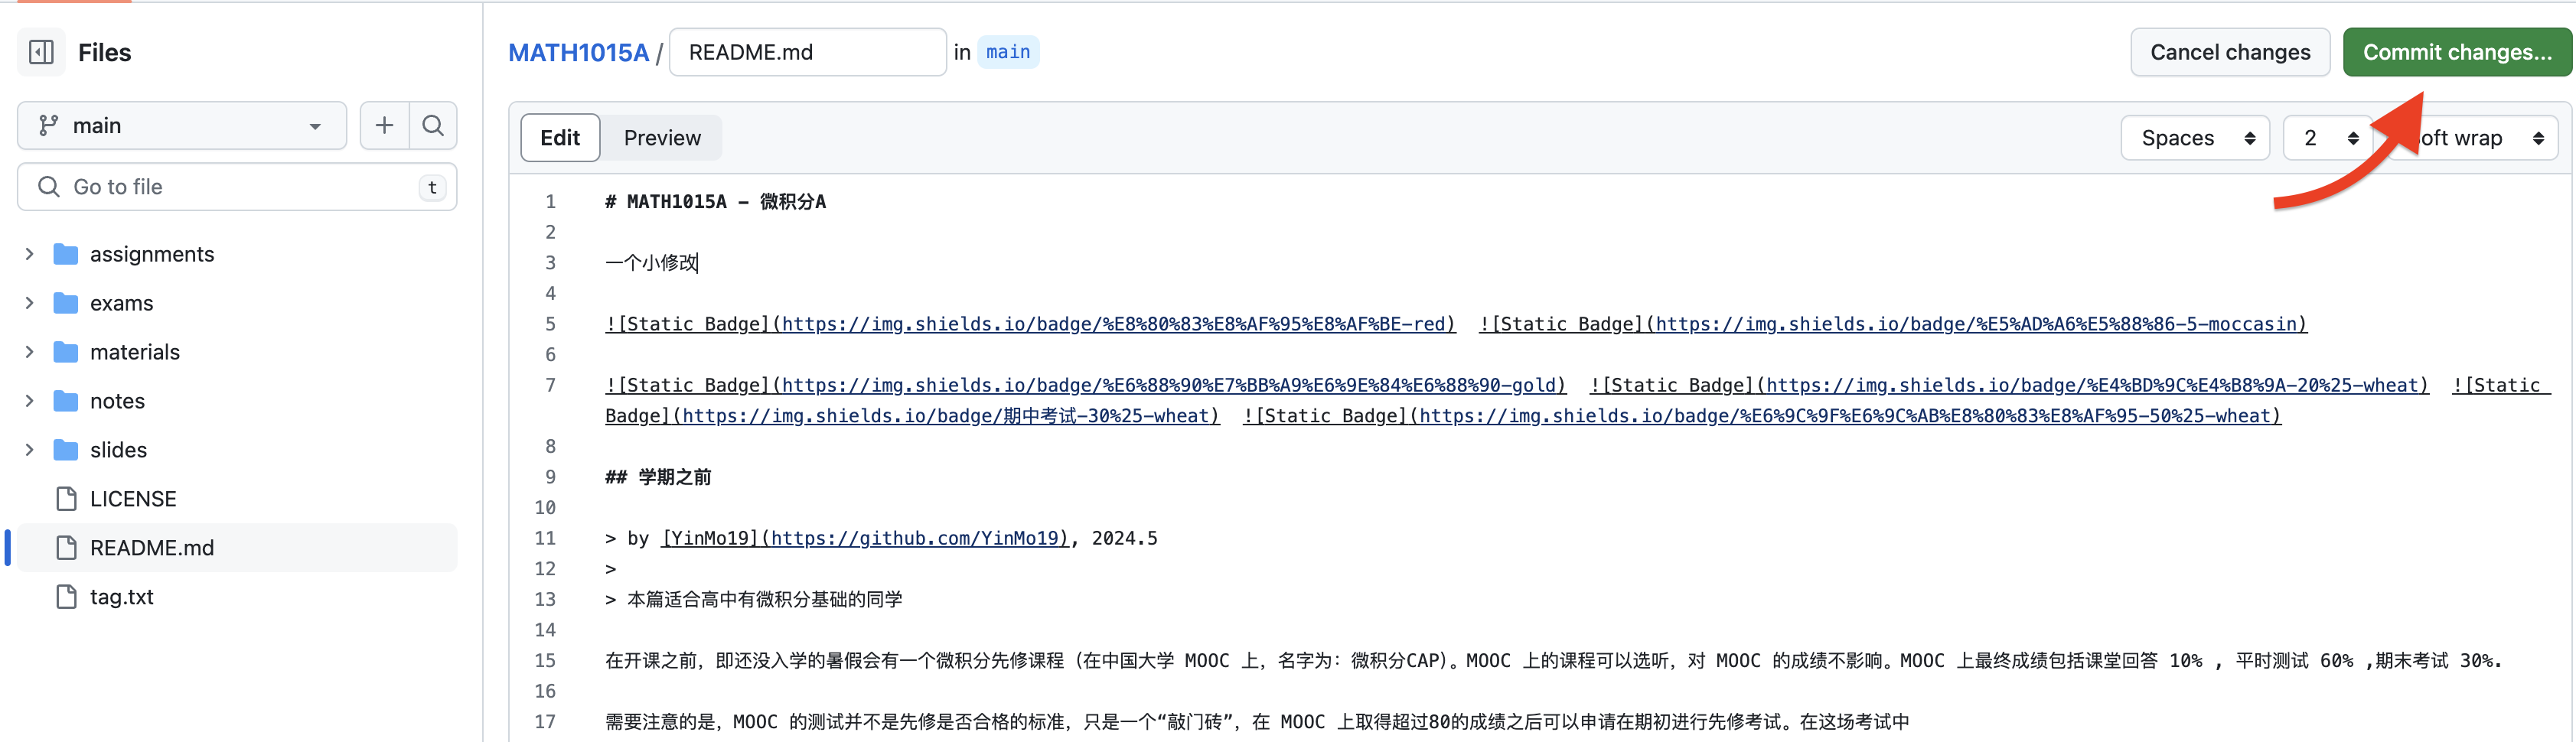 Files
main
Go to file
t
assignments
exams
materials
notes
slides
LICENSE
README.md
tag.txt
MATH1015A / README.md in main
Cancel changes
Commit changes...
Edit
Preview
Spaces
2
wrap
1 # MATH1015A - 微积分A
2
3 一个小修改
4
5 ![Static Badge](https://img.shields.io/badge/%E8%80%83%E8%AF%95%E8%AF%BE-red) ![Static Badge](https://img.shields.io/badge/%E5%AD%A6%E5%88%86-5-moccasin)
6
7 ![Static Badge](https://img.shields.io/badge/%E6%88%90%E7%BB%A9%E6%9E%84%E6%88%90-gold) ![Static Badge](https://img.shields.io/badge/%E4%BD%9C%E4%B8%9A-20%25-wheat) ![Static
Badge](https://img.shields.io/badge/期中考试-30%25-wheat) ![Static Badge](https://img.shields.io/badge/%E6%9C%9F%E6%9C%AB%E8%80%83%E8%AF%95-50%25-wheat)
8
9 ## 学期之前
10
11 > by [YinMo19](https://github.com/YinMo19), 2024.5
12 >
13 > 本篇适合高中有微积分基础的同学
14
15 在开课之前，即还没入学的暑假会有一个微积分先修课程（在中国大学 MOOC 上，名字为：微积分CAP）。MOOC 上的课程可以选听，对 MOOC 的成绩不影响。MOOC 上最终成绩包括课堂回答 10% , 平时测试 60% ,期末考试 30%.
16
17 需要注意的是，MOOC 的测试并不是先修是否合格的标准，只是一个“敲门砖”，在 MOOC 上取得超过80的成绩之后可以申请在期初进行先修考试。在这场考试中